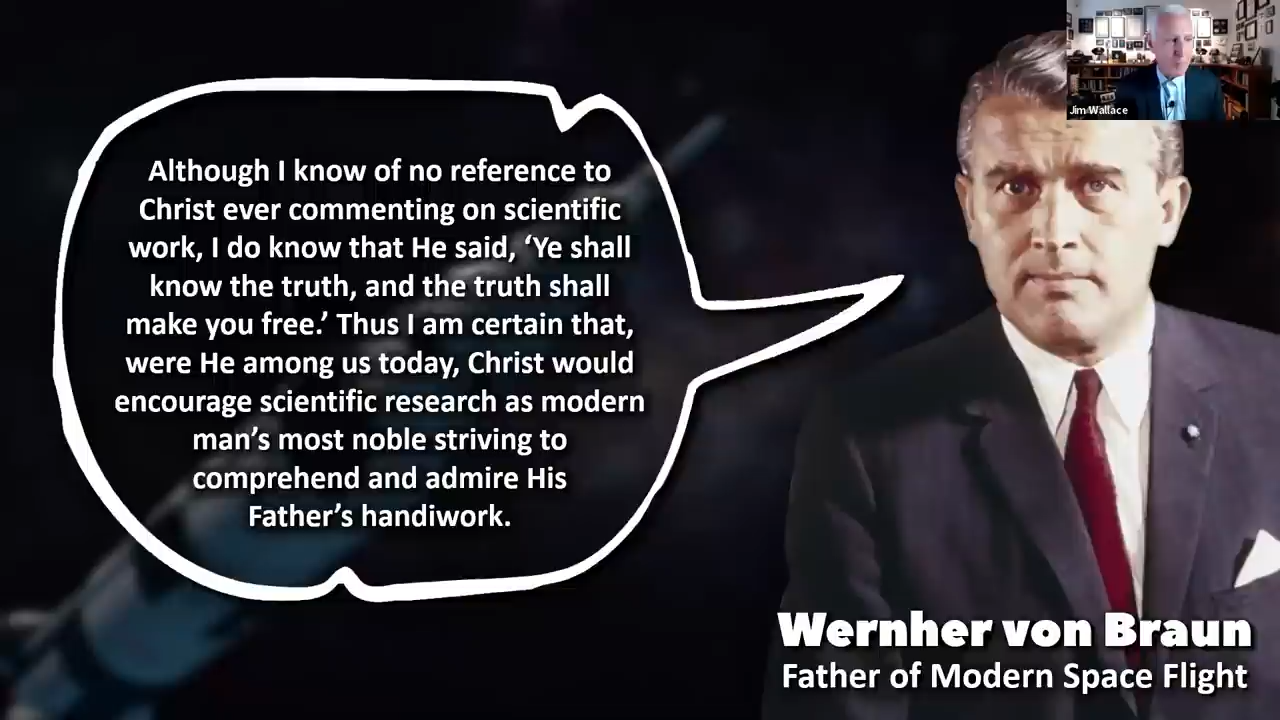 Jim Wallace
Although I know of no reference to
Christ ever commenting on scientific
work, I do know that He said, ‘Ye shall
know the truth, and the truth shall
make you free.’ Thus I am certain that,
were He among us today, Christ would
encourage scientific research as modern
man’s most noble striving to
comprehend and admire His
Father’s handiwork.
Wernher von Braun
Father of Modern Space Flight